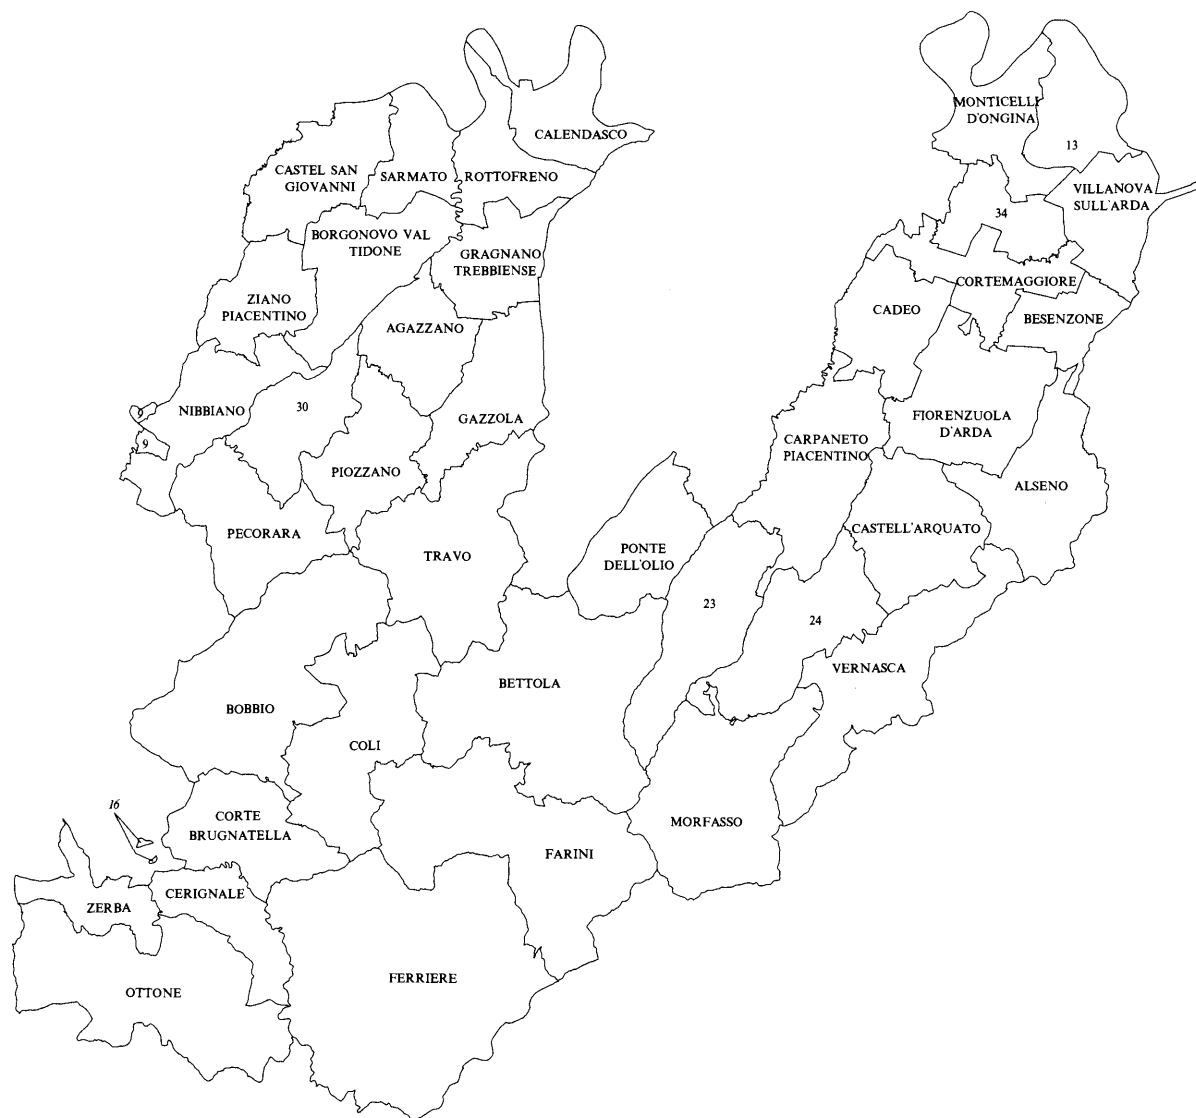 MONTICELLI
D'ONGINA
CALENDASCO
13
CASTEL SAN
GIOVANNI
SARMATO
ROTTOFRENO
VILLANOVA
SULL'ARDA
34
BORGONOVO VAL
TIDONE
GRAGNANO
TREBBIENSE
CORTEMAGGIORE
ZIANO
PIACENTINO
CADEO
BESENZONE
AGAZZANO
NIBBIANO
30
GAZZOLA
FIORENZUOLA
D'ARDA
9
CARPANETO
PIACENTINO
PIOZZANO
ALSENO
PECORARA
CASTELL'ARQUATO
TRAVO
PONTE
DELL'OLIO
23
24
VERNASCA
BETTOLA
BOBBIO
COLI
16
CORTE
BRUGNATELLA
MORFASSO
FARINI
CERIGNALE
ZERBA
FERRIERE
OTTONE